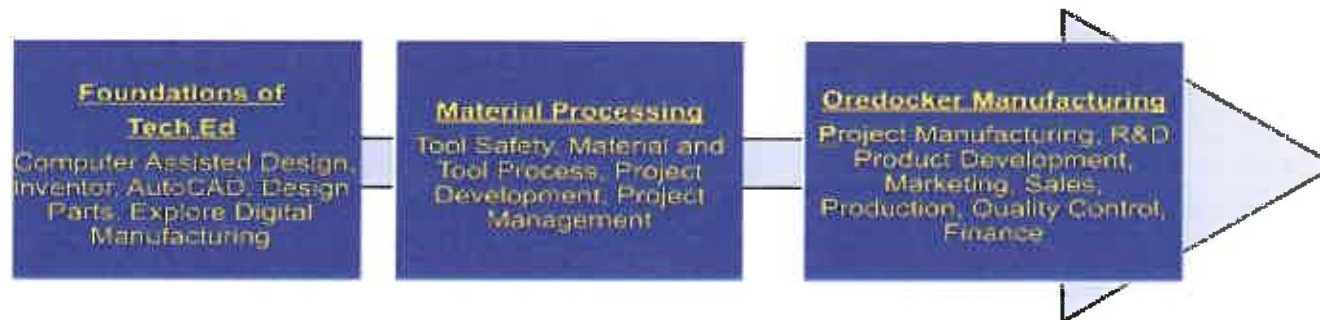 Foundations of
Tech.Ed
Computer Assisted Design,
Inventor, AutoCAD, Design
Parts, Explore Digital
Manufacturing
Material Processing
Tool Safety, Material and
Tool Process, Project
Development, Project
Management
Oredocker Manufacturing
Project Manufacturing, R&D
Product Development,
Marketing, Sales,
Production, Quality Control,
Finance